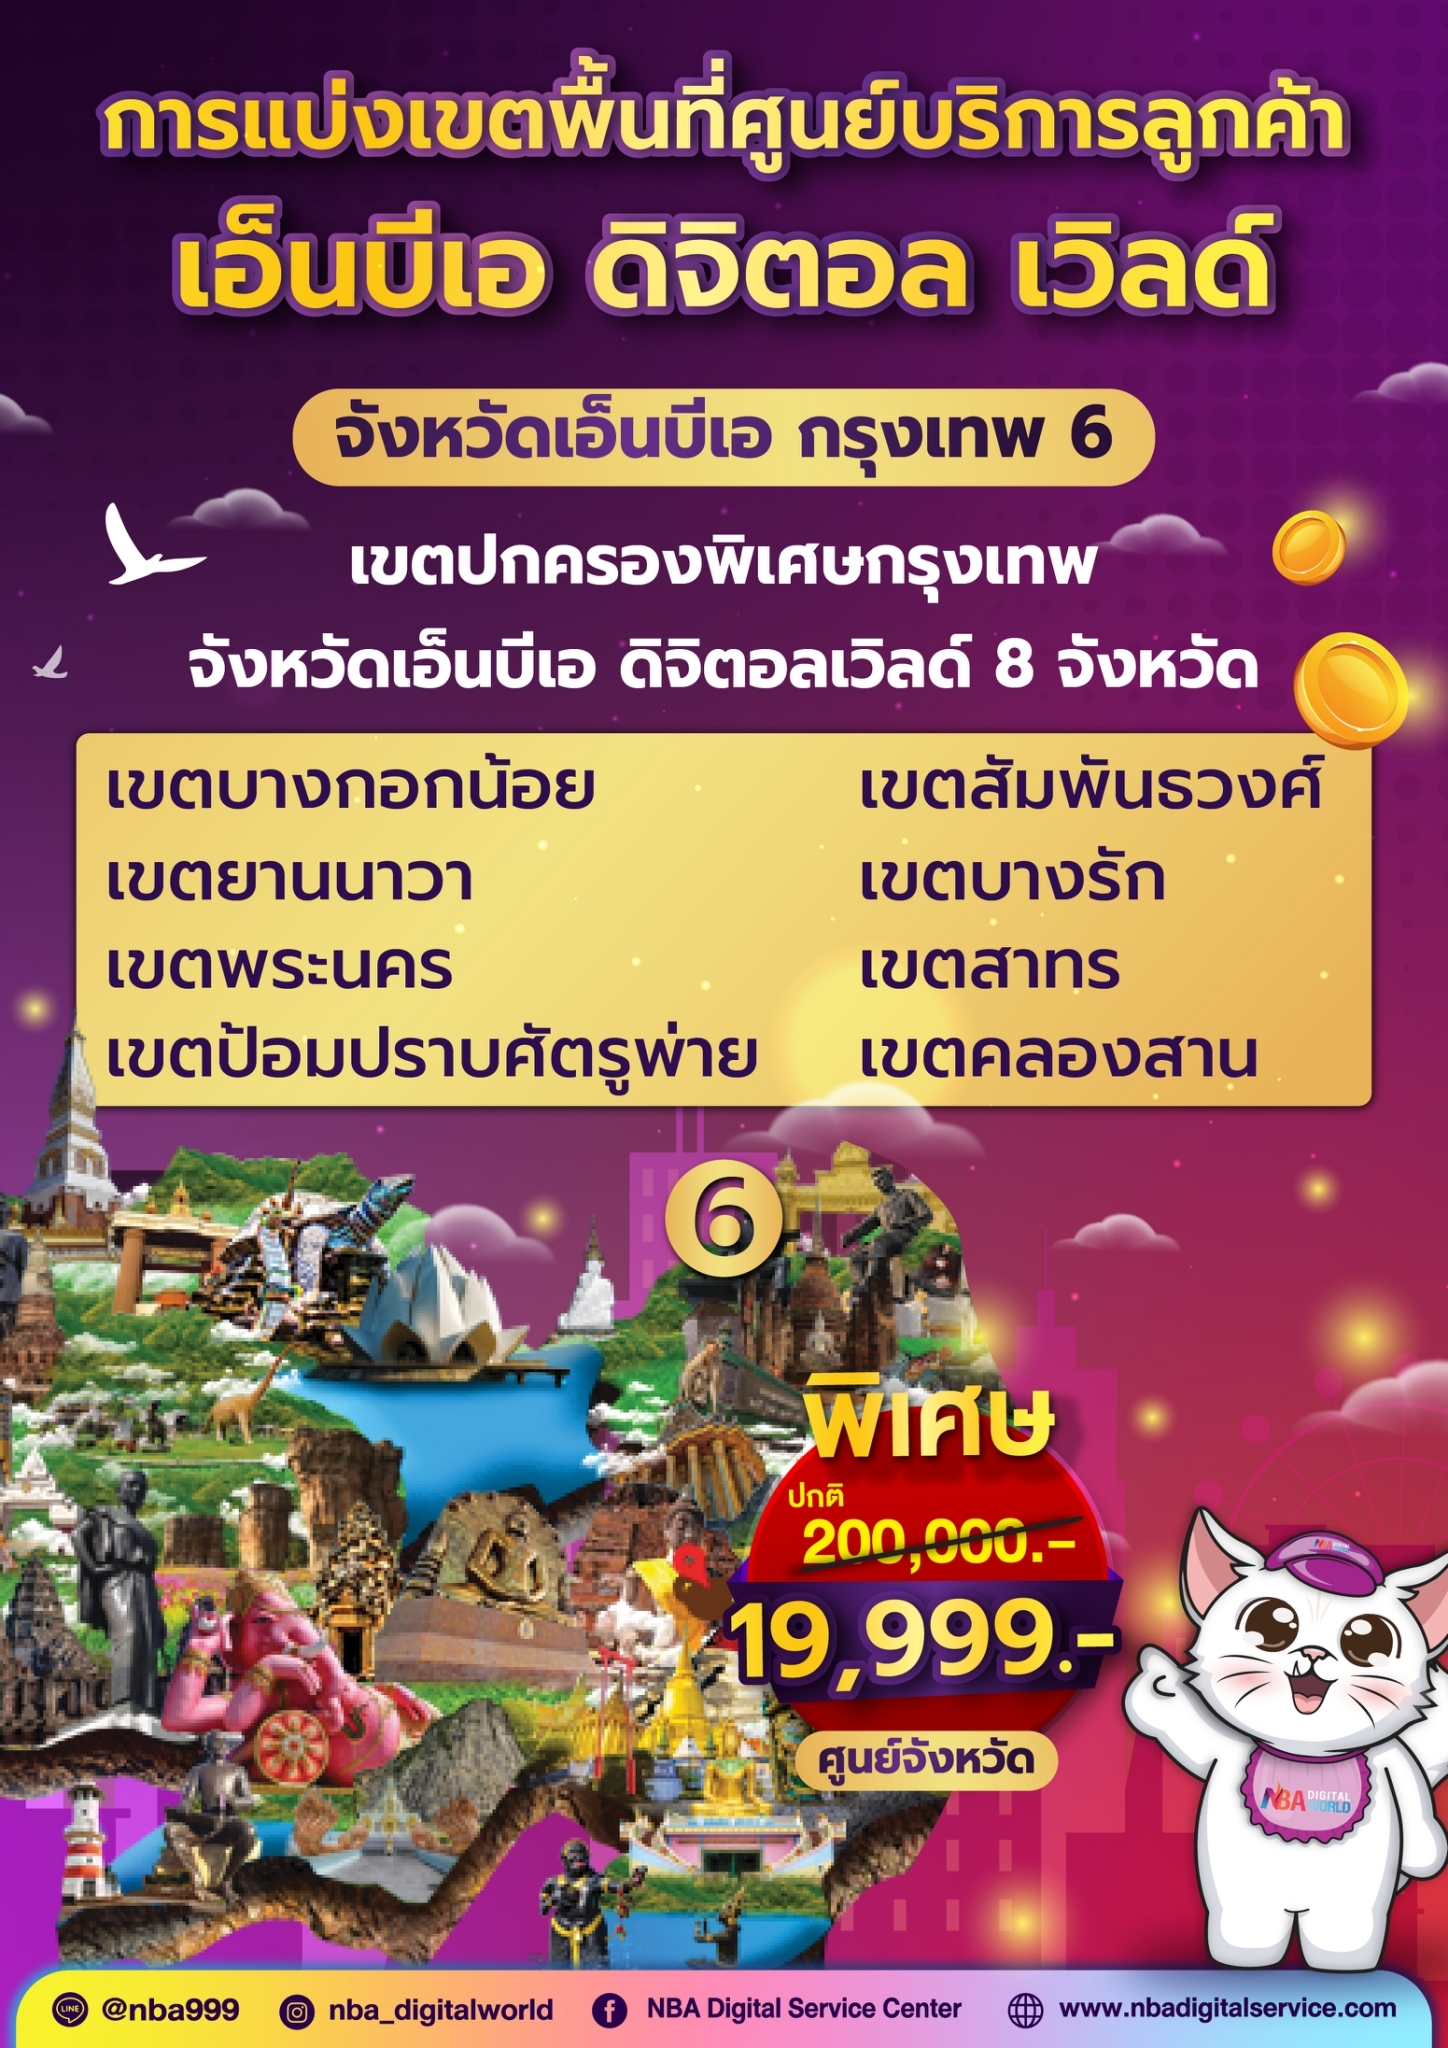 การแบ่งเขตพื้นที่ศูนย์บริการลูกค้า
เอ็นบีเอ ดิจิตอล เวิลด์
จังหวัดเอ็นบีเอ กรุงเทพ 6
เขตปกครองพิเศษกรุงเทพ
จังหวัดเอ็นบีเอ ดิจิตอลเวิลด์ 8 จังหวัด
เขตบางกอกน้อย เขตสัมพันธวงศ์
เขตยานนาวา เขตบางรัก
เขตพระนคร เขตสาทร
เขตป้อมปราบศัตรูพ่าย เขตคลองสาน
6
พิเศษ
ปกติ
200,000.-
19,999.-
ศูนย์จังหวัด
NBA DIGITAL WORLD
LINE @nba999 nba_digitalworld NBA Digital Service Center www.nbadigitalservice.com